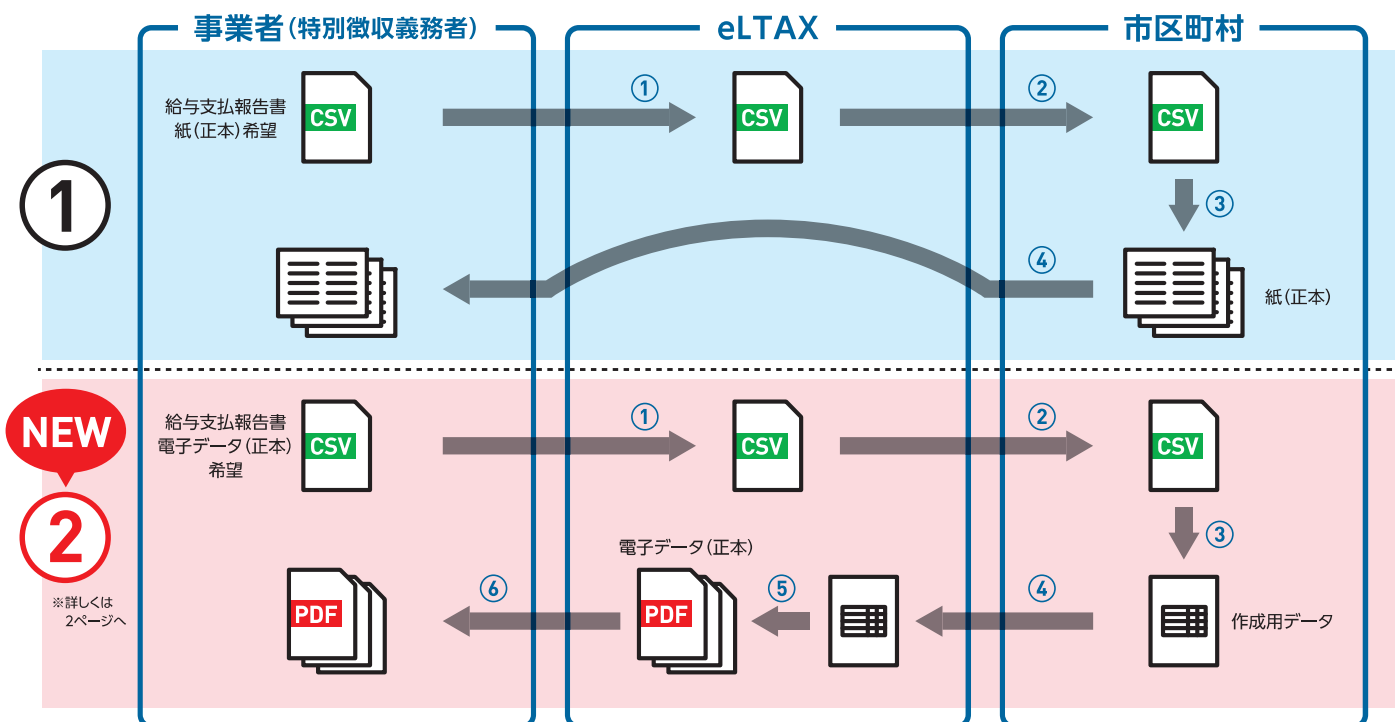 事業者(特別徴収義務者)
eLTAX
市区町村
①
給与支払報告書
紙(正本)希望
CSV
①
CSV
②
CSV
③
④
紙(正本)
NEW
②
※詳しくは
2ページへ
給与支払報告書
電子データ(正本)
希望
CSV
①
CSV
②
CSV
③
電子データ(正本)
PDF
⑥
PDF
⑤
④
作成用データ